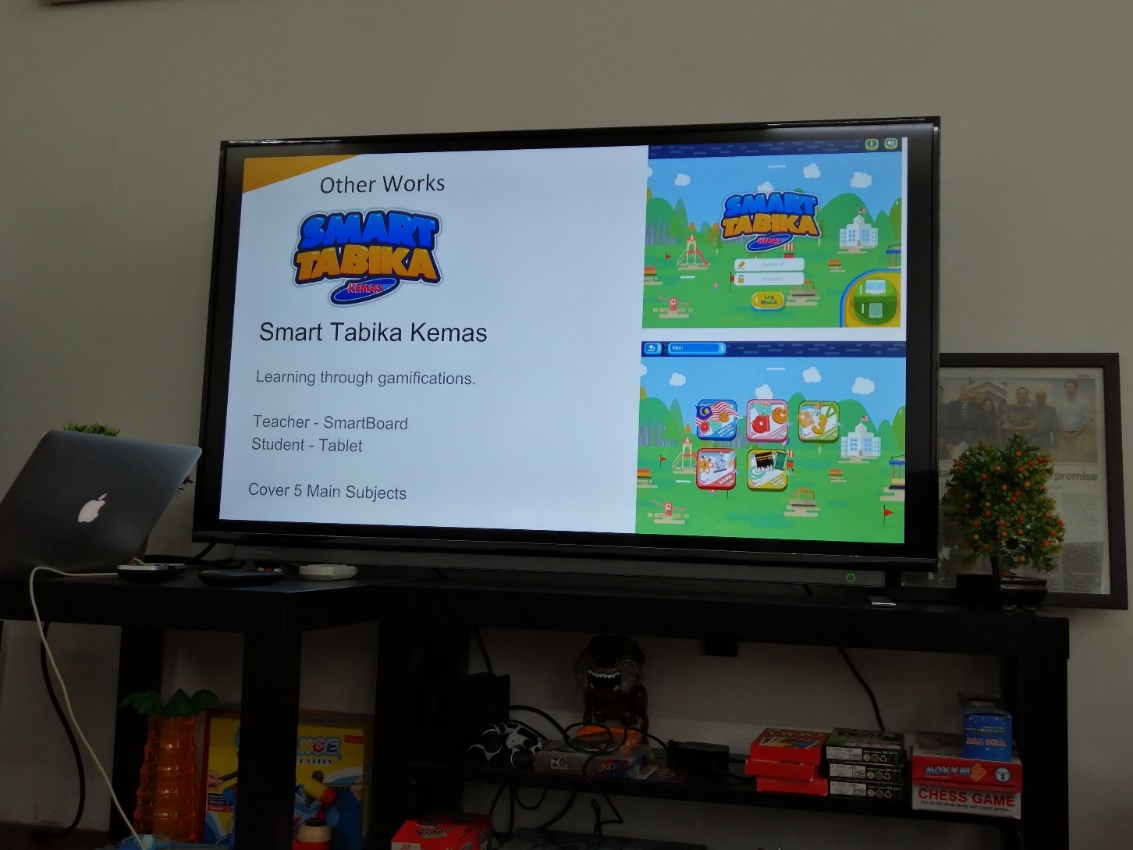 Other Works
SMART
TABIKA
KEMAS
Smart Tabika Kemas
Learning through gamifications.
Teacher - SmartBoard
Student - Tablet
Cover 5 Main Subjects
SMART
TABIKA
KEMAS
Log
Masuk
promise
CHESS GAME